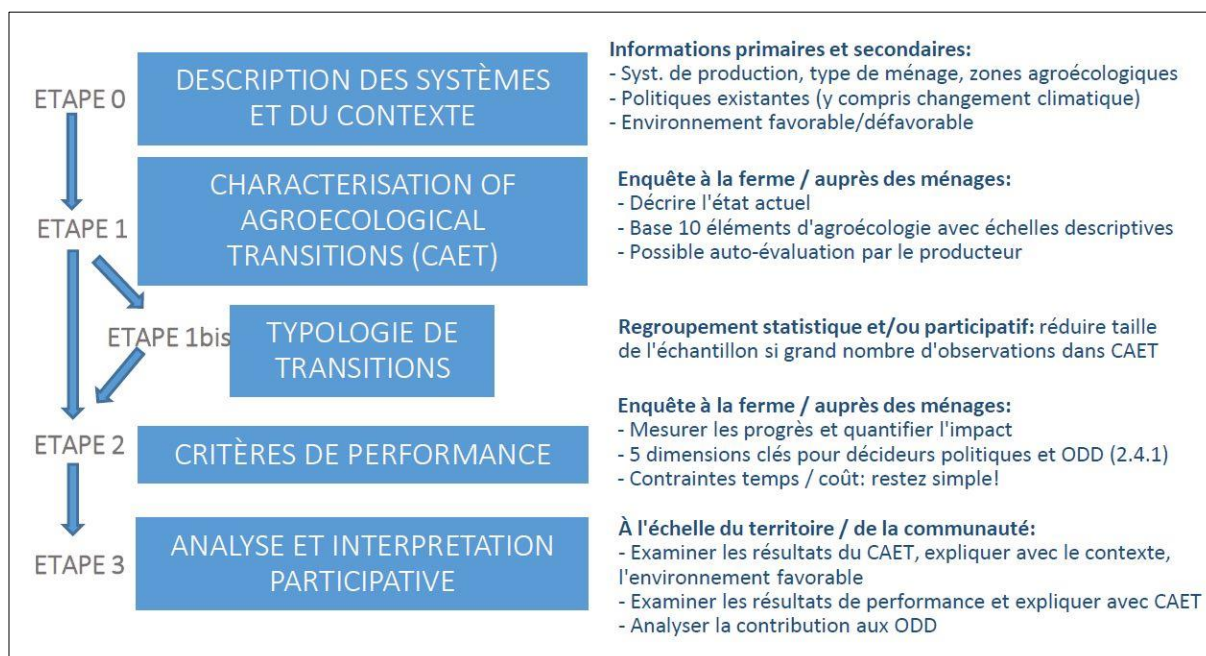 ETAPE 0
DESCRIPTION DES SYSTÈMES
ET DU CONTEXTE
Informations primaires et secondaires:
- Syst. de production, type de ménage, zones agroécologiques
- Politiques existantes (y compris changement climatique)
- Environnement favorable/défavorable
ETAPE 1
CHARACTERISATION OF
AGROECOLOGICAL
TRANSITIONS (CAET)
Enquête à la ferme / auprès des ménages:
- Décrire l'état actuel
- Base 10 éléments d'agroécologie avec échelles descriptives
- Possible auto-évaluation par le producteur
ETAPE 1bis
TYPOLOGIE DE
TRANSITIONS
Regroupement statistique et/ou participatif: réduire taille
de l'échantillon si grand nombre d'observations dans CAET
ETAPE 2
CRITÈRES DE PERFORMANCE
Enquête à la ferme / auprès des ménages:
- Mesurer les progrès et quantifier l'impact
- 5 dimensions clés pour décideurs politiques et ODD (2.4.1)
- Contraintes temps / coût: restez simple!
ETAPE 3
ANALYSE ET INTERPRETATION
PARTICIPATIVE
À l'échelle du territoire / de la communauté:
- Examiner les résultats du CAET, expliquer avec le contexte,
l'environnement favorable
- Examiner les résultats de performance et expliquer avec CAET
- Analyser la contribution aux ODD